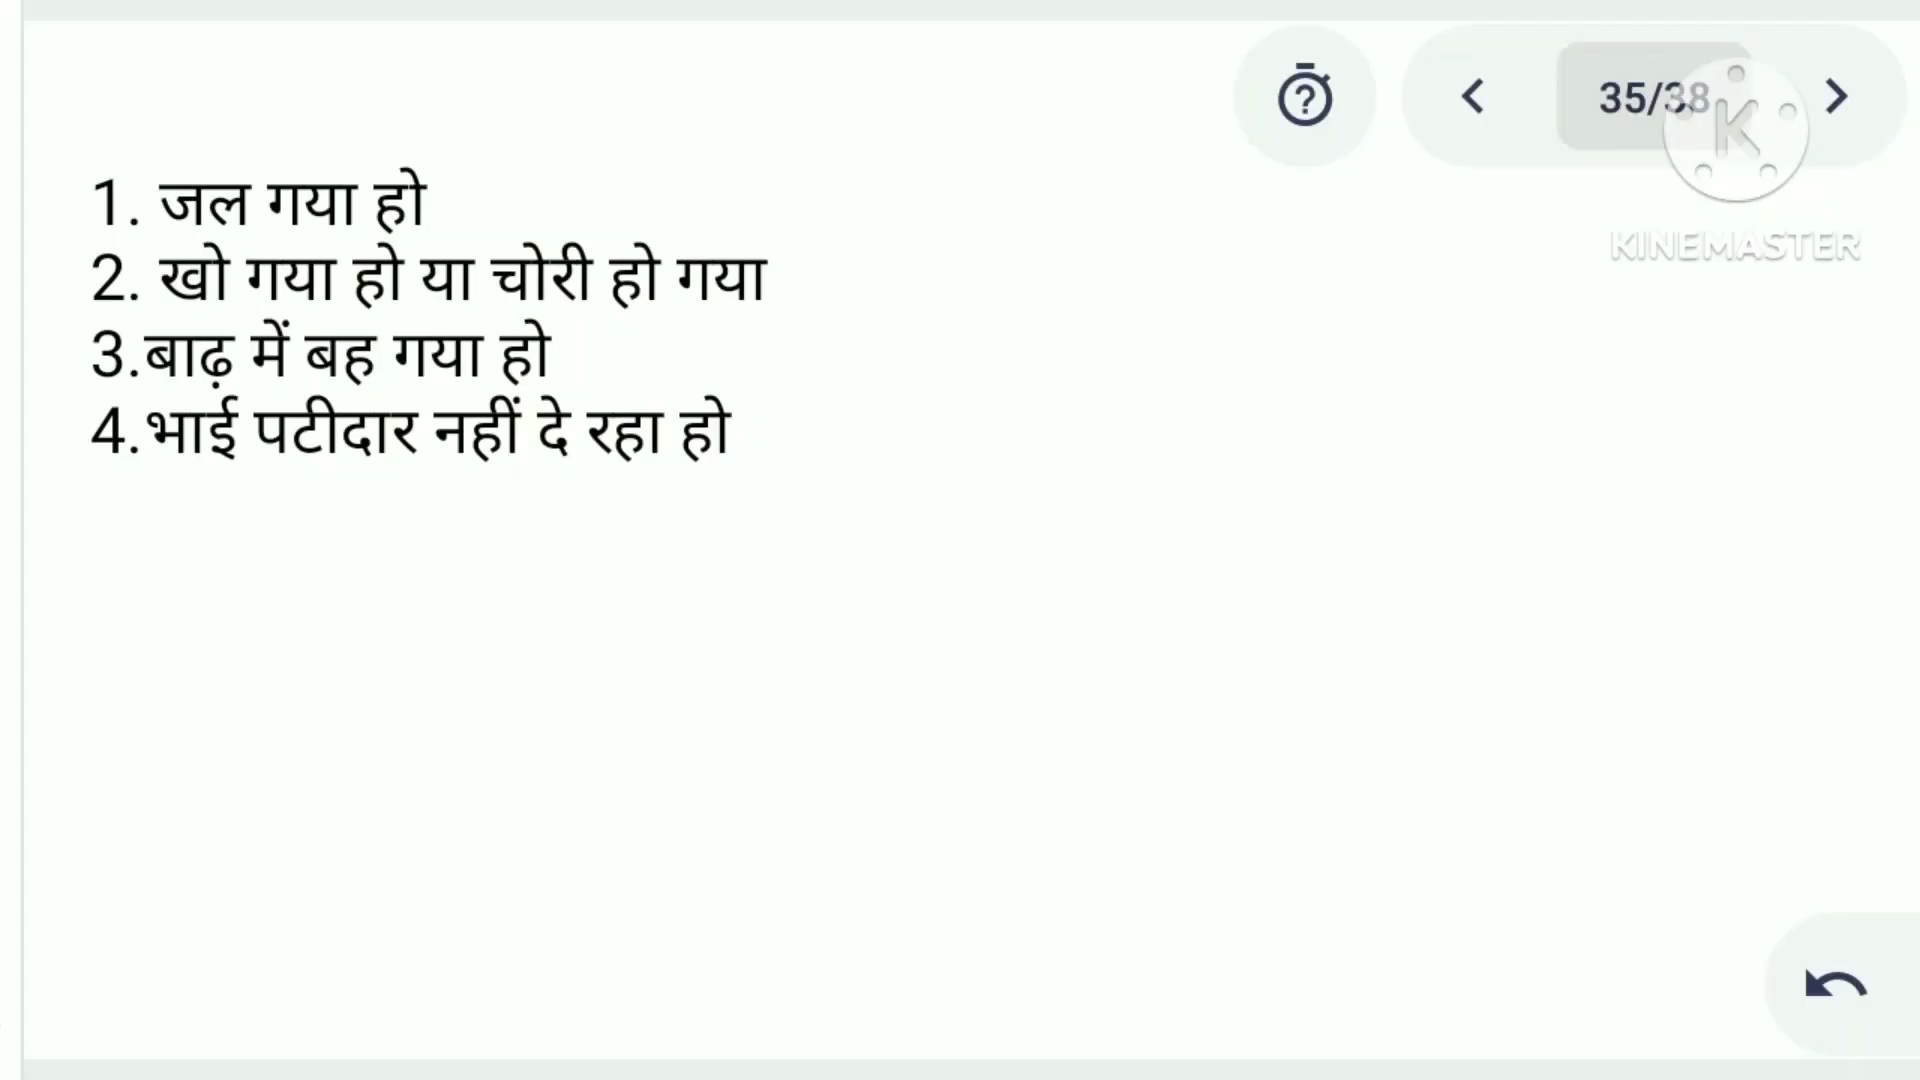 35/38
K
KINEMASTER
1. जल गया हो
2. खो गया हो या चोरी हो गया
3.बाढ़ में बह गया हो
4.भाई पटीदार नहीं दे रहा हो